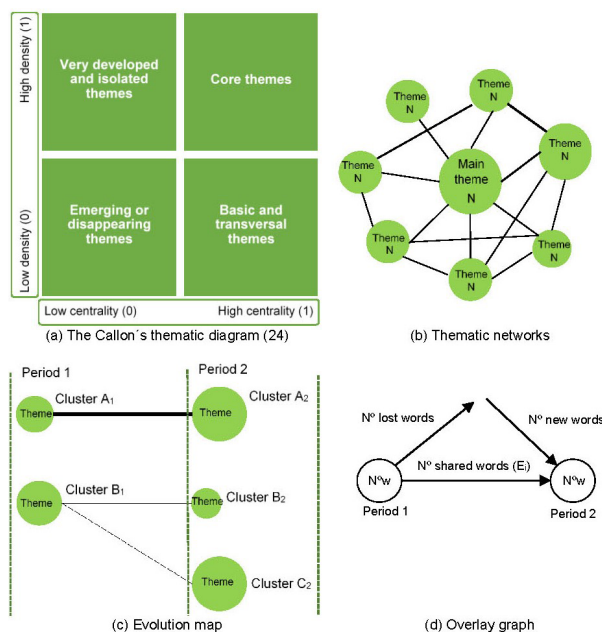 High density (1)
Low density (0)
Very developed
and isolated
themes
Core themes
Emerging or
disappearing
themes
Basic and
transversal
themes
Low centrality (0)
High centrality (1)
(a) The Callon´s thematic diagram (24)
Theme
N
Theme
N
Theme
N
Theme
N
Main
theme
N
Theme
N
Theme
N
Theme
N
(b) Thematic networks
Period 1
Period 2
Theme
Cluster A1
Theme
Cluster A2
Theme
Cluster B1
Theme
Cluster B2
Theme
Cluster C2
(c) Evolution map
Nº lost words
Nº new words
Nº shared words (Ei)
Nºw
Nºw
Period 1
Period 2
(d) Overlay graph